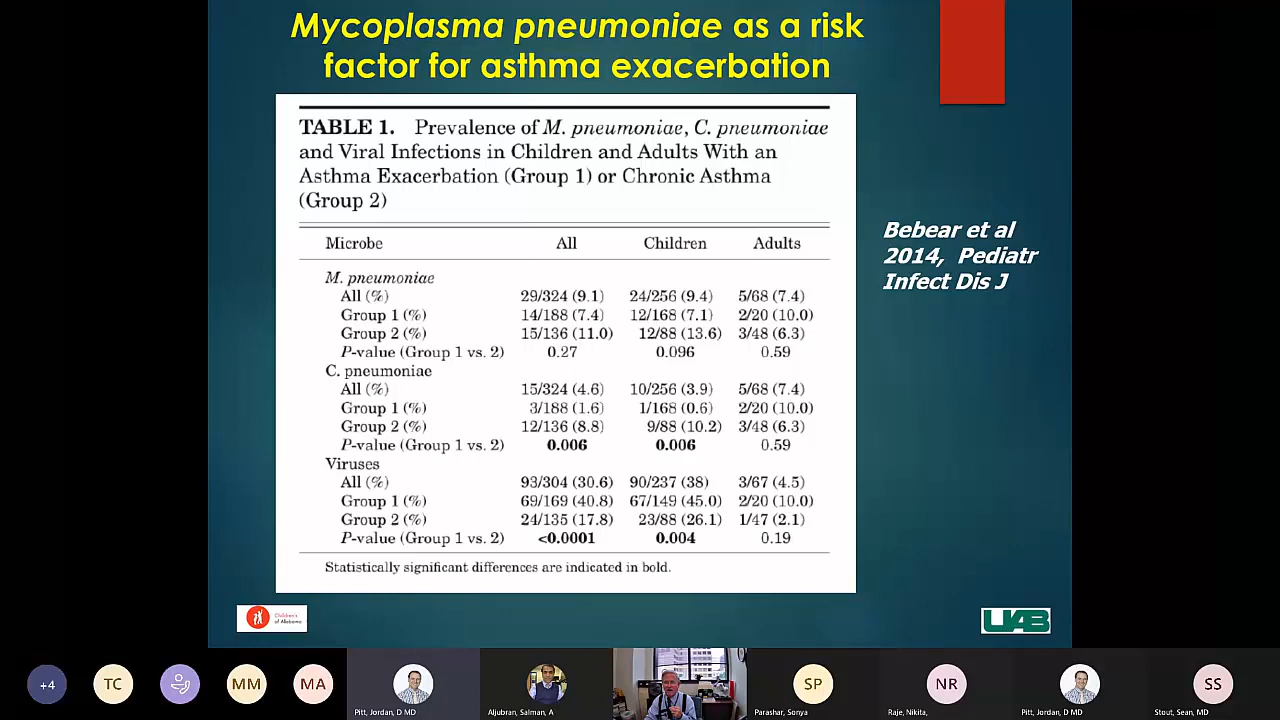 Mycoplasma pneumoniae as a risk
factor for asthma exacerbation
TABLE 1. Prevalence of M. pneumoniae, C. pneumoniae
and Viral Infections in Children and Adults With an
Asthma Exacerbation (Group 1) or Chronic Asthma
(Group 2)
Microbe All Children Adults
M. pneumoniae
All (%) 29/324 (9.1) 24/256 (9.4) 5/68 (7.4)
Group 1 (%) 14/188 (7.4) 12/168 (7.1) 2/20 (10.0)
Group 2 (%) 15/136 (11.0) 12/88 (13.6) 3/48 (6.3)
P-value (Group 1 vs. 2) 0.27 0.096 0.59
C. pneumoniae
All (%) 15/324 (4.6) 10/256 (3.9) 5/68 (7.4)
Group 1 (%) 3/188 (1.6) 1/168 (0.6) 2/20 (10.0)
Group 2 (%) 12/136 (8.8) 9/88 (10.2) 3/48 (6.3)
P-value (Group 1 vs. 2) 0.006 0.006 0.59
Viruses
All (%) 93/304 (30.6) 90/237 (38) 3/67 (4.5)
Group 1 (%) 69/169 (40.8) 67/149 (45.0) 2/20 (10.0)
Group 2 (%) 24/135 (17.8) 23/88 (26.1) 1/47 (2.1)
P-value (Group 1 vs. 2) <0.0001 0.004 0.19
Statistically significant differences are indicated in bold.
Bebear et al
2014, Pediatr
Infect Dis J
Children's
of Alabama
UAB
+4 TC MM MA SP NR SS
Pitt, Jordan, D MD Aljubran, Salman, A Parashar, Sonya Raje, Nikita, Pitt, Jordan, D MD Stout, Sean, MD